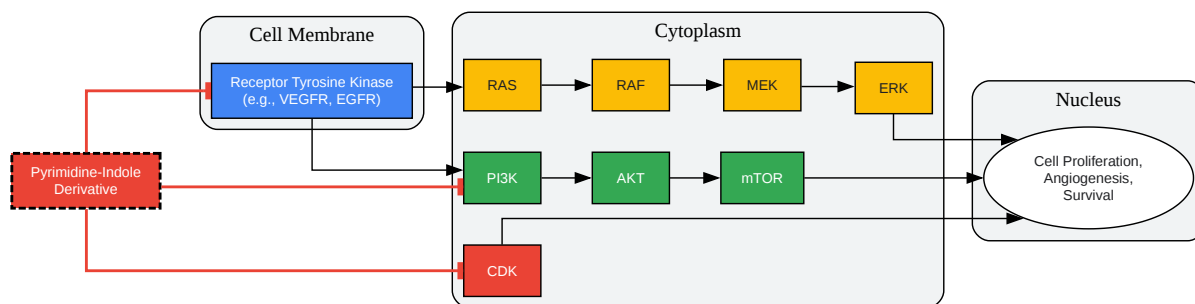 Cell Membrane
Receptor Tyrosine Kinase
(e.g., VEGFR, EGFR)
Pyrimidine-Indole
Derivative
Cytoplasm
RAS
RAF
MEK
ERK
PI3K
AKT
mTOR
CDK
Nucleus
Cell Proliferation,
Angiogenesis,
Survival